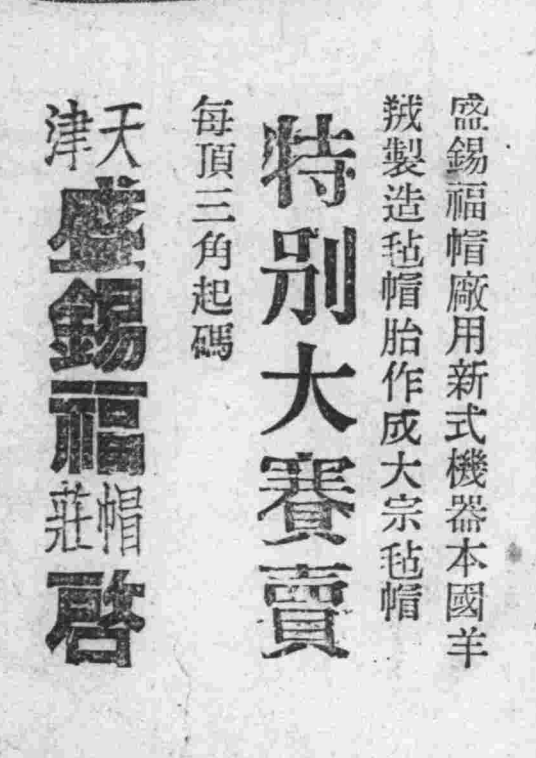 盛錫福帽廠用新式機器本國羊
羢製造毡帽胎作成大宗毡帽
特別大賽賣
每頂三角起碼
天津盛錫福帽莊啓